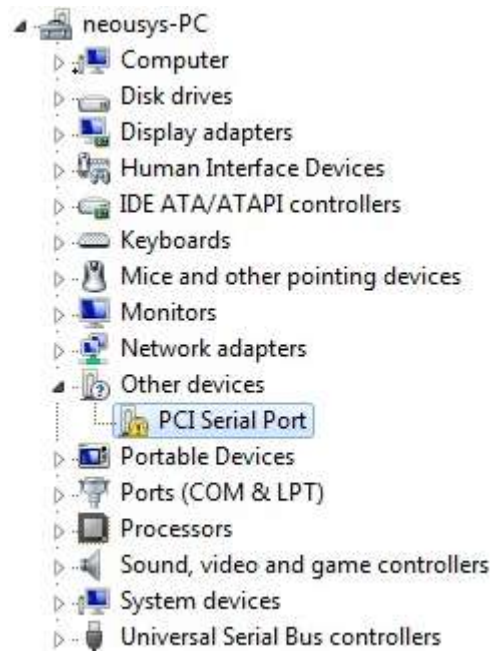 neousys-PC
Computer
Disk drives
Display adapters
Human Interface Devices
IDE ATA/ATAPI controllers
Keyboards
Mice and other pointing devices
Monitors
Network adapters
Other devices
PCI Serial Port
Portable Devices
Ports (COM & LPT)
Processors
Sound, video and game controllers
System devices
Universal Serial Bus controllers